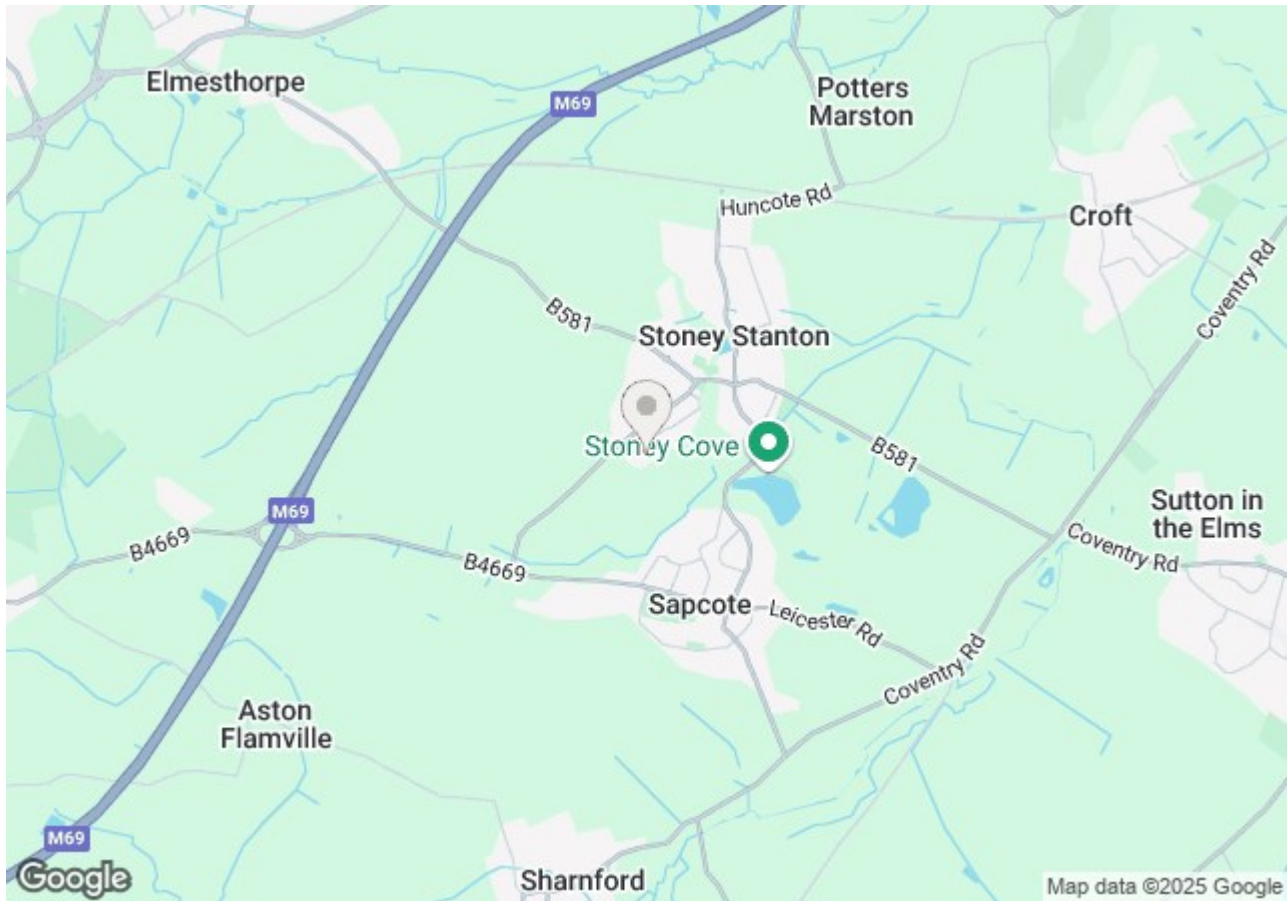 Elmesthorpe
M69
Potters
Marston
Huncote Rd
Croft
Coventry Rd
B581
Stoney Stanton
Stoney Cove
B581
M69
B4669
Sutton in
the Elms
Coventry Rd
B4669
Sapcote
Leicester Rd
Coventry Rd
Aston
Flamville
M69
Sharnford
Google
Map data ©2025 Google